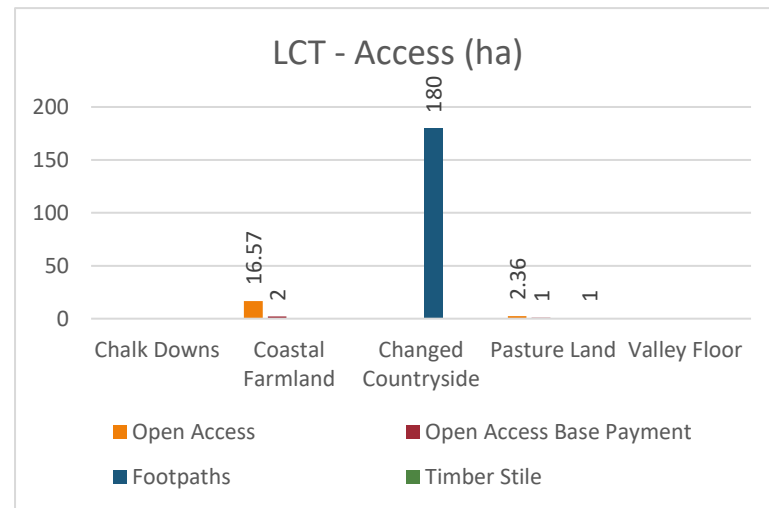 LCT - Access (ha)
200
150
100
50
0
16.57
2
180
2.36
1
1
Chalk Downs
Coastal
Farmland
Changed
Countryside
Pasture Land
Valley Floor
Open Access
Open Access Base Payment
Footpaths
Timber Stile